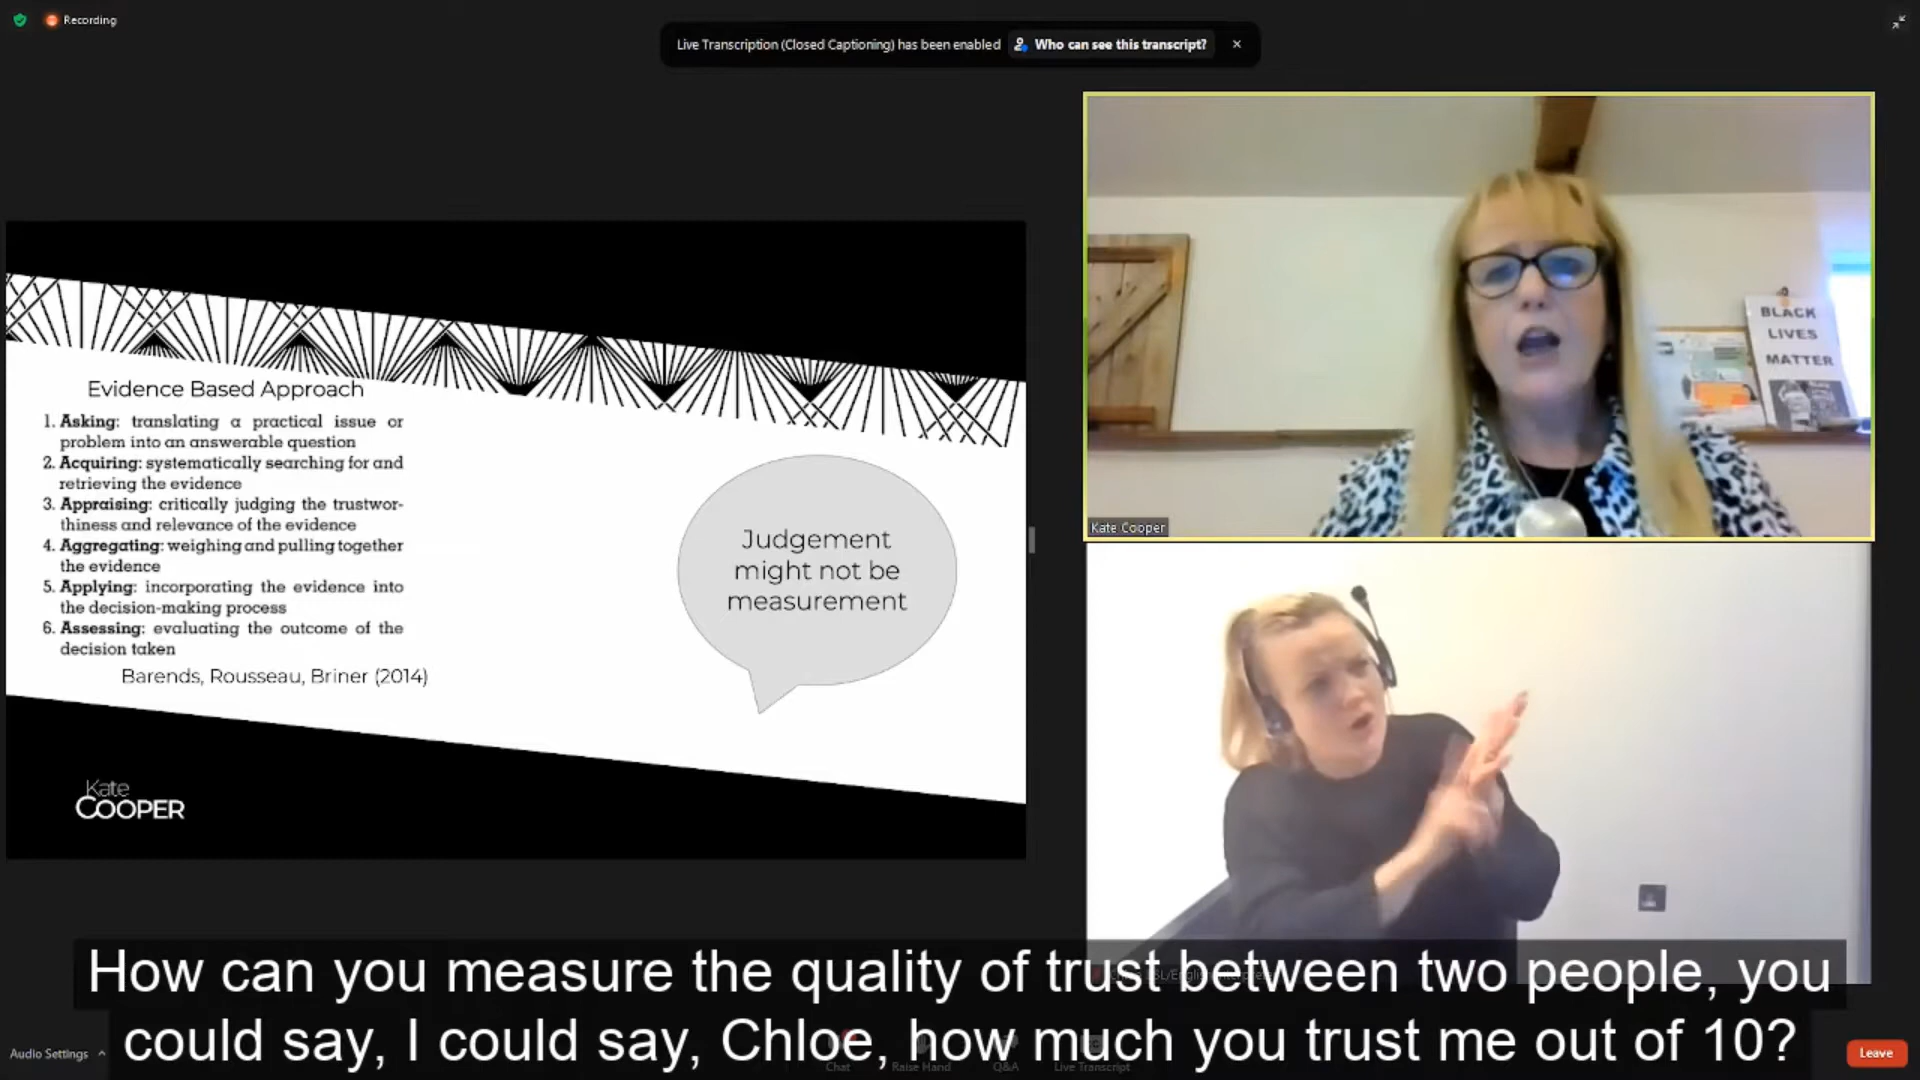 Recording
Live Transcription (Closed Captioning) has been enabled
Who can see this transcript?
Evidence Based Approach
1. Asking: translating a practical issue or
problem into an answerable question
2. Acquiring: systematically searching for and
retrieving the evidence
3. Appraising: critically judging the trustwor-
thiness and relevance of the evidence
4. Aggregating: weighing and pulling together
the evidence
5. Applying: incorporating the evidence into
the decision-making process
6. Assessing: evaluating the outcome of the
decision taken
Barends, Rousseau, Briner (2014)
Judgement
might not be
measurement
Kate
COOPER
BLACK
LIVES
MATTER
Kate Cooper
How can you measure the quality of trust between two people, you
could say, I could say, Chloe, how much you trust me out of 10?
Audio Settings
Chat
Raise Hand
Q&A
Live Transcript
Leave